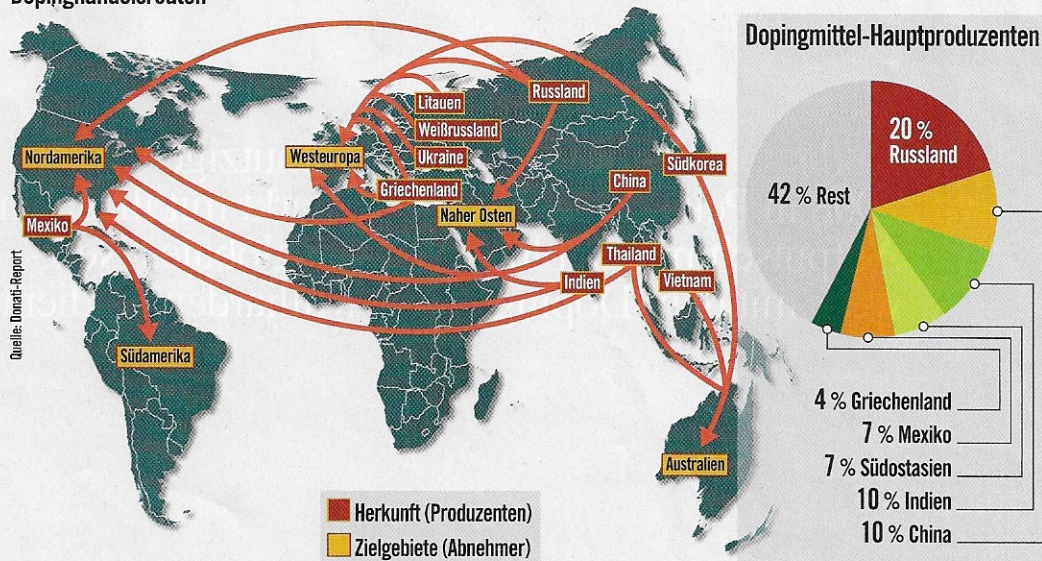 Dopinghandelsrouten
Litauen
Russland
Weißrussland
Nordamerika
Westeuropa
Ukraine
Südkorea
Griechenland
China
Naher Osten
Mexiko
Thailand
Indien
Vietnam
Südamerika
Australien
Herkunft (Produzenten)
Zielgebiete (Abnehmer)
Quelle: Donati-Report
Dopingmittel-Hauptproduzenten
20 %
Russland
42 % Rest
4 % Griechenland
7 % Mexiko
7 % Südostasien
10 % Indien
10 % China